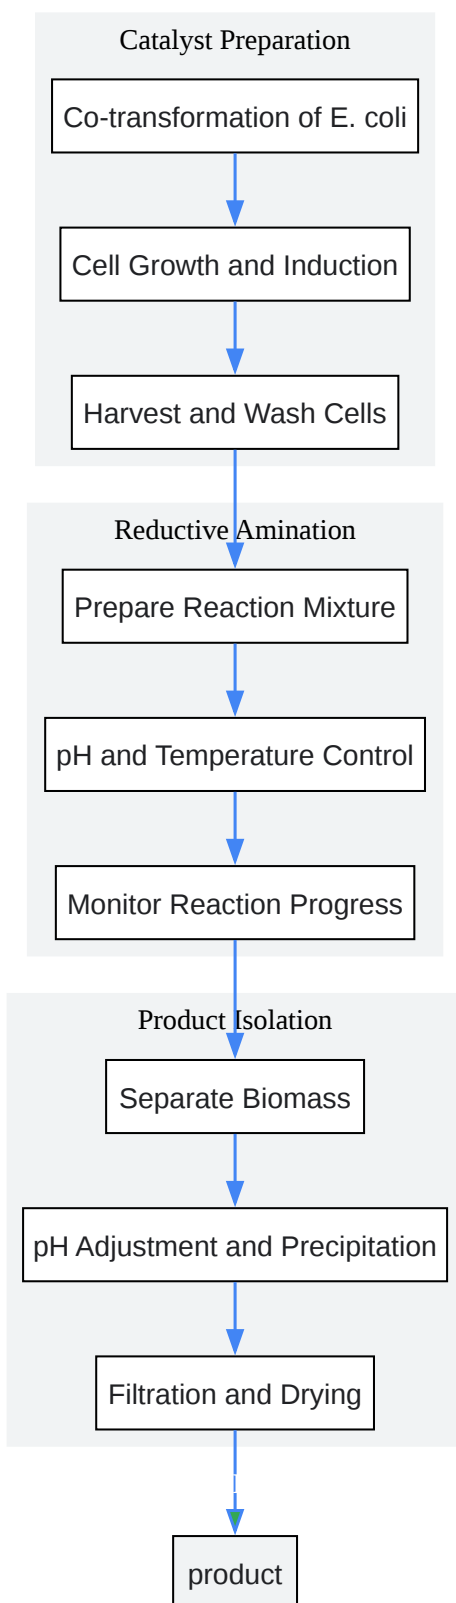 Catalyst Preparation
Co-transformation of E. coli
Cell Growth and Induction
Harvest and Wash Cells
Reductive Amination
Prepare Reaction Mixture
pH and Temperature Control
Monitor Reaction Progress
Product Isolation
Separate Biomass
pH Adjustment and Precipitation
Filtration and Drying
product